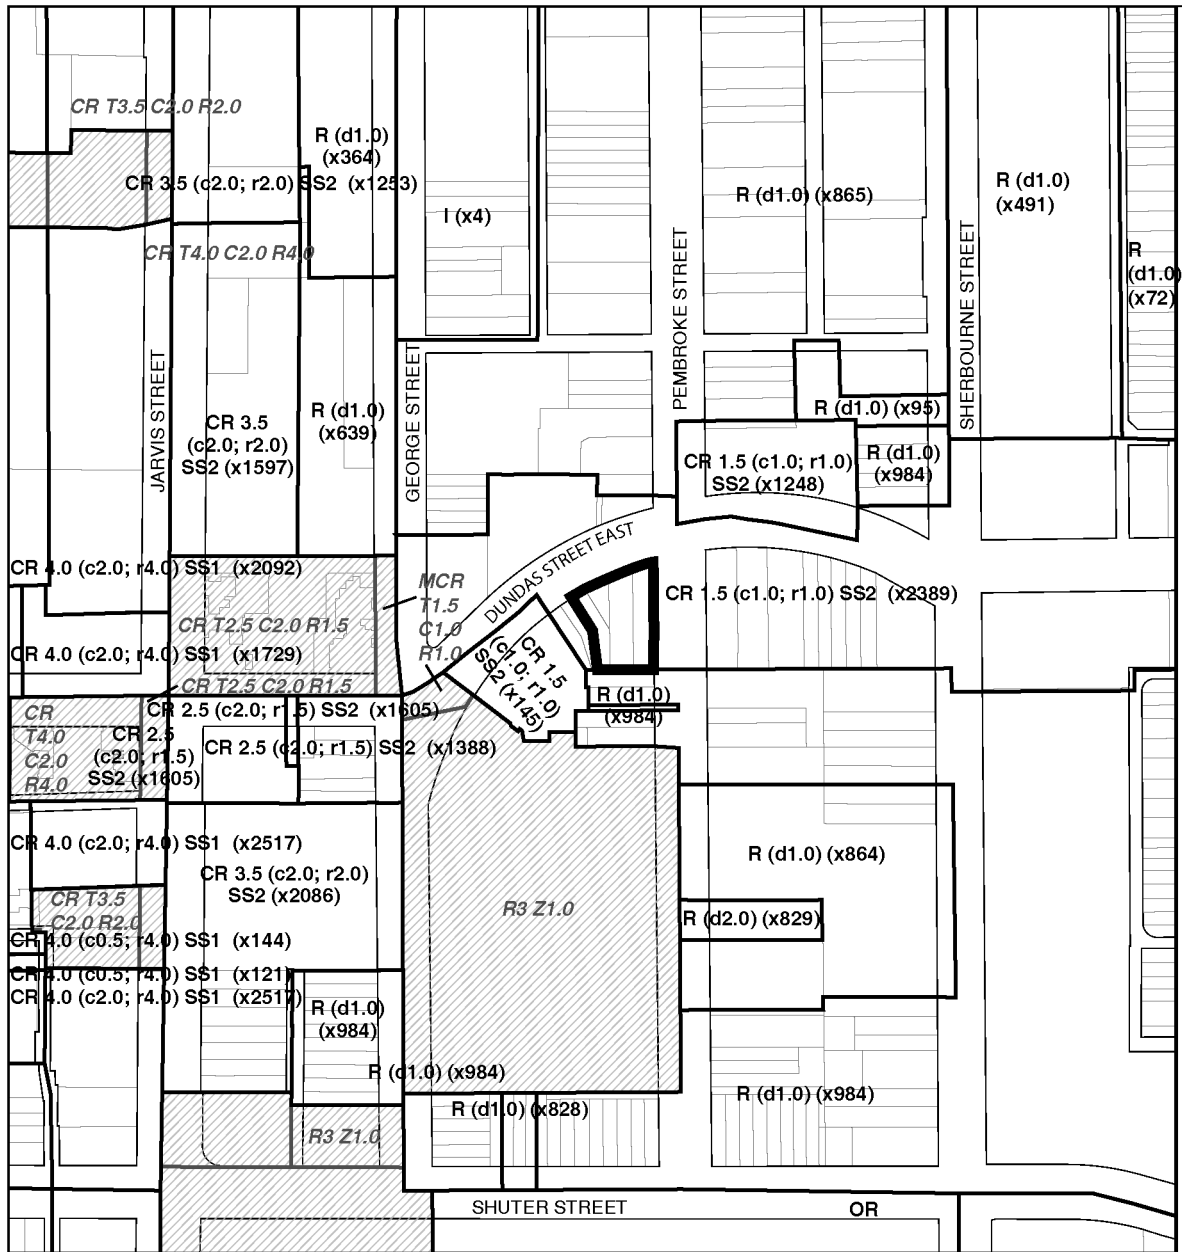 CR T3.5 C2.0 R2.0
R (d1.0)
(x364)
CR 3.5 (c2.0; r2.0) SS2 (x1253)
R (d1.0) (x865)
R (d1.0)
(x491)
I (x4)
CR T4.0 C2.0 R4.0
R
(d1.0)
(x72)
JARVIS STREET
GEORGE STREET
PEMBROKE STREET
SHERBOURNE STREET
CR 3.5
(c2.0; r2.0)
SS2 (x1597)
R (d1.0)
(x639)
R (d1.0) (x95)
CR 1.5 (c1.0; r1.0)
SS2 (x1248)
R (d1.0)
(x984)
DUNDAS STREET EAST
CR 4.0 (c2.0; r4.0) SS1 (x2092)
MCR
T1.5
C1.0
R1.0
CR 1.5 (c1.0; r1.0) SS2 (x2389)
CR T2.5 C2.0 R1.5
CR 4.0 (c2.0; r4.0) SS1 (x1729)
CR 1.5
(c1.0; r1.0)
SS2 (x145)
CR T2.5 C2.0 R1.5
R (d1.0)
(x984)
CR
T4.0
C2.0
R4.0
CR 2.5 (c2.0; r1.5) SS2 (x1605)
CR 2.5
(c2.0; r1.5)
SS2 (x1605)
CR 2.5 (c2.0; r1.5) SS2 (x1388)
CR 4.0 (c2.0; r4.0) SS1 (x2517)
CR 3.5 (c2.0; r2.0)
SS2 (x2086)
R (d1.0) (x864)
CR T3.5
C2.0 R2.0
R3 Z1.0
R (d2.0) (x829)
CR 4.0 (c0.5; r4.0) SS1 (x144)
CR 4.0 (c0.5; r4.0) SS1 (x121)
CR 4.0 (c2.0; r4.0) SS1 (x2517)
R (d1.0)
(x984)
R (d1.0) (x984)
R (d1.0) (x984)
R (d1.0) (x828)
R3 Z1.0
SHUTER STREET
OR